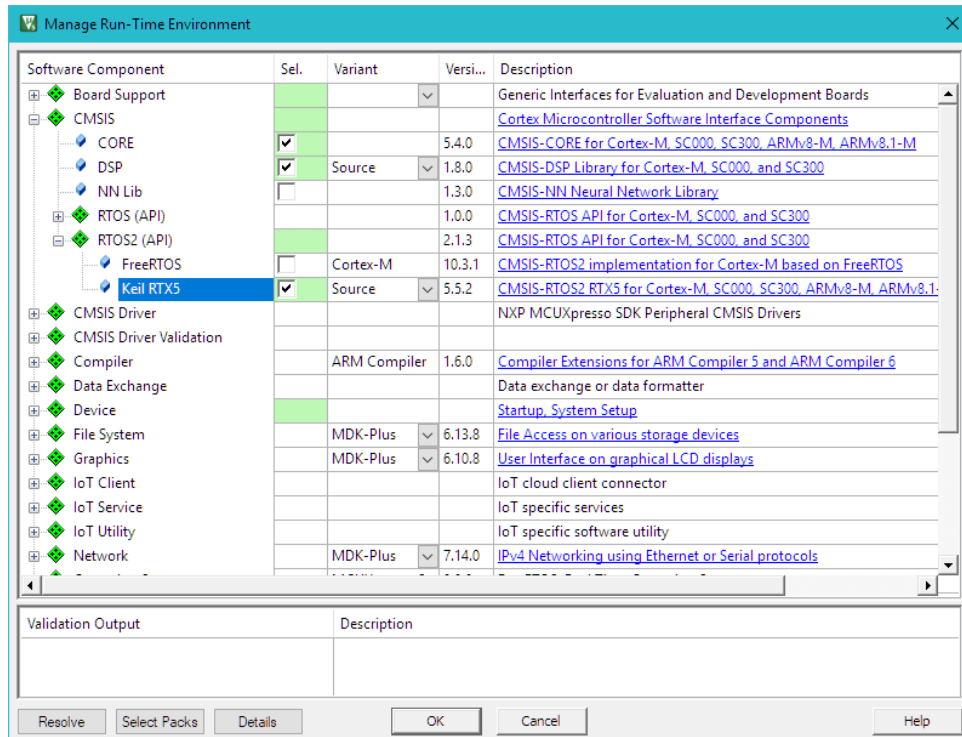 Manage Run-Time Environment
Software Component Sel. Variant Versi... Description
Board Support Generic Interfaces for Evaluation and Development Boards
CMSIS Cortex Microcontroller Software Interface Components
CORE 5.4.0 CMSIS-CORE for Cortex-M, SC000, SC300, ARMv8-M, ARMv8.1-M
DSP Source 1.8.0 CMSIS-DSP Library for Cortex-M, SC000, and SC300
NN Lib 1.3.0 CMSIS-NN Neural Network Library
RTOS (API) 1.0.0 CMSIS-RTOS API for Cortex-M, SC000, and SC300
RTOS2 (API) 2.1.3 CMSIS-RTOS API for Cortex-M, SC000, and SC300
FreeRTOS Cortex-M 10.3.1 CMSIS-RTOS2 implementation for Cortex-M based on FreeRTOS
Keil RTX5 Source 5.5.2 CMSIS-RTOS2 RTX5 for Cortex-M, SC000, SC300, ARMv8-M, ARMv8.1-
CMSIS Driver NXP MCUXpresso SDK Peripheral CMSIS Drivers
CMSIS Driver Validation
Compiler ARM Compiler 1.6.0 Compiler Extensions for ARM Compiler 5 and ARM Compiler 6
Data Exchange Data exchange or data formatter
Device Startup, System Setup
File System MDK-Plus 6.13.8 File Access on various storage devices
Graphics MDK-Plus 6.10.8 User Interface on graphical LCD displays
IoT Client IoT cloud client connector
IoT Service IoT specific services
IoT Utility IoT specific software utility
Network MDK-Plus 7.14.0 IPv4 Networking using Ethernet or Serial protocols
Validation Output Description
Resolve Select Packs Details OK Cancel Help